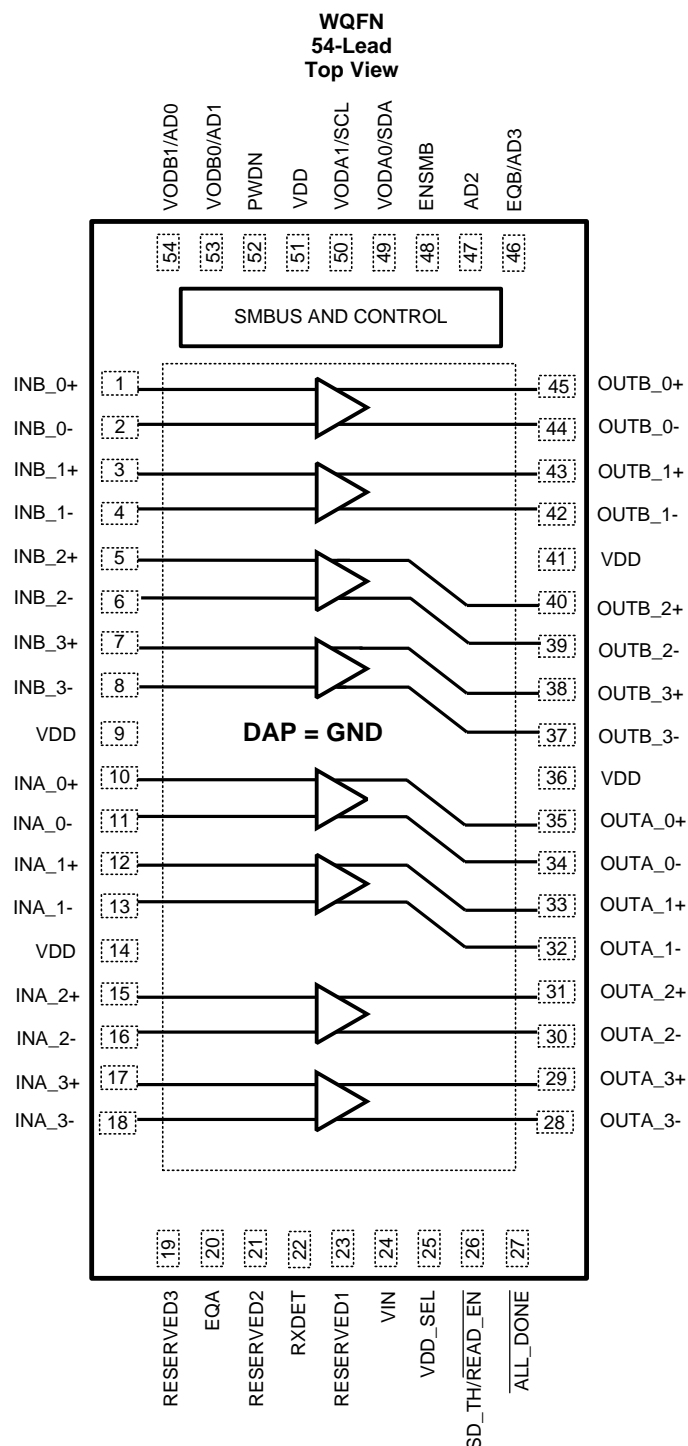 WQFN
54-Lead
Top View
VODB1/AD0
VODB0/AD1
PWDN
VDD
VODA1/SCL
VODA0/SDA
ENSMB
AD2
EQB/AD3
54
53
52
51
50
49
48
47
46
SMBUS AND CONTROL
INB_0+ 1 45 OUTB_0+
INB_0- 2 44 OUTB_0-
INB_1+ 3 43 OUTB_1+
INB_1- 4 42 OUTB_1-
INB_2+ 5 41 VDD
INB_2- 6 40 OUTB_2+
INB_3+ 7 39 OUTB_2-
INB_3- 8 38 OUTB_3+
VDD 9 DAP = GND 37 OUTB_3-
INA_0+ 10 36 VDD
INA_0- 11 35 OUTA_0+
INA_1+ 12 34 OUTA_0-
INA_1- 13 33 OUTA_1+
VDD 14 32 OUTA_1-
INA_2+ 15 31 OUTA_2+
INA_2- 16 30 OUTA_2-
INA_3+ 17 29 OUTA_3+
INA_3- 18 28 OUTA_3-
19
20
21
22
23
24
25
26
27
RESERVED3
EQA
RESERVED2
RXDET
RESERVED1
VIN
VDD_SEL
SD_TH/READ_EN
ALL_DONE